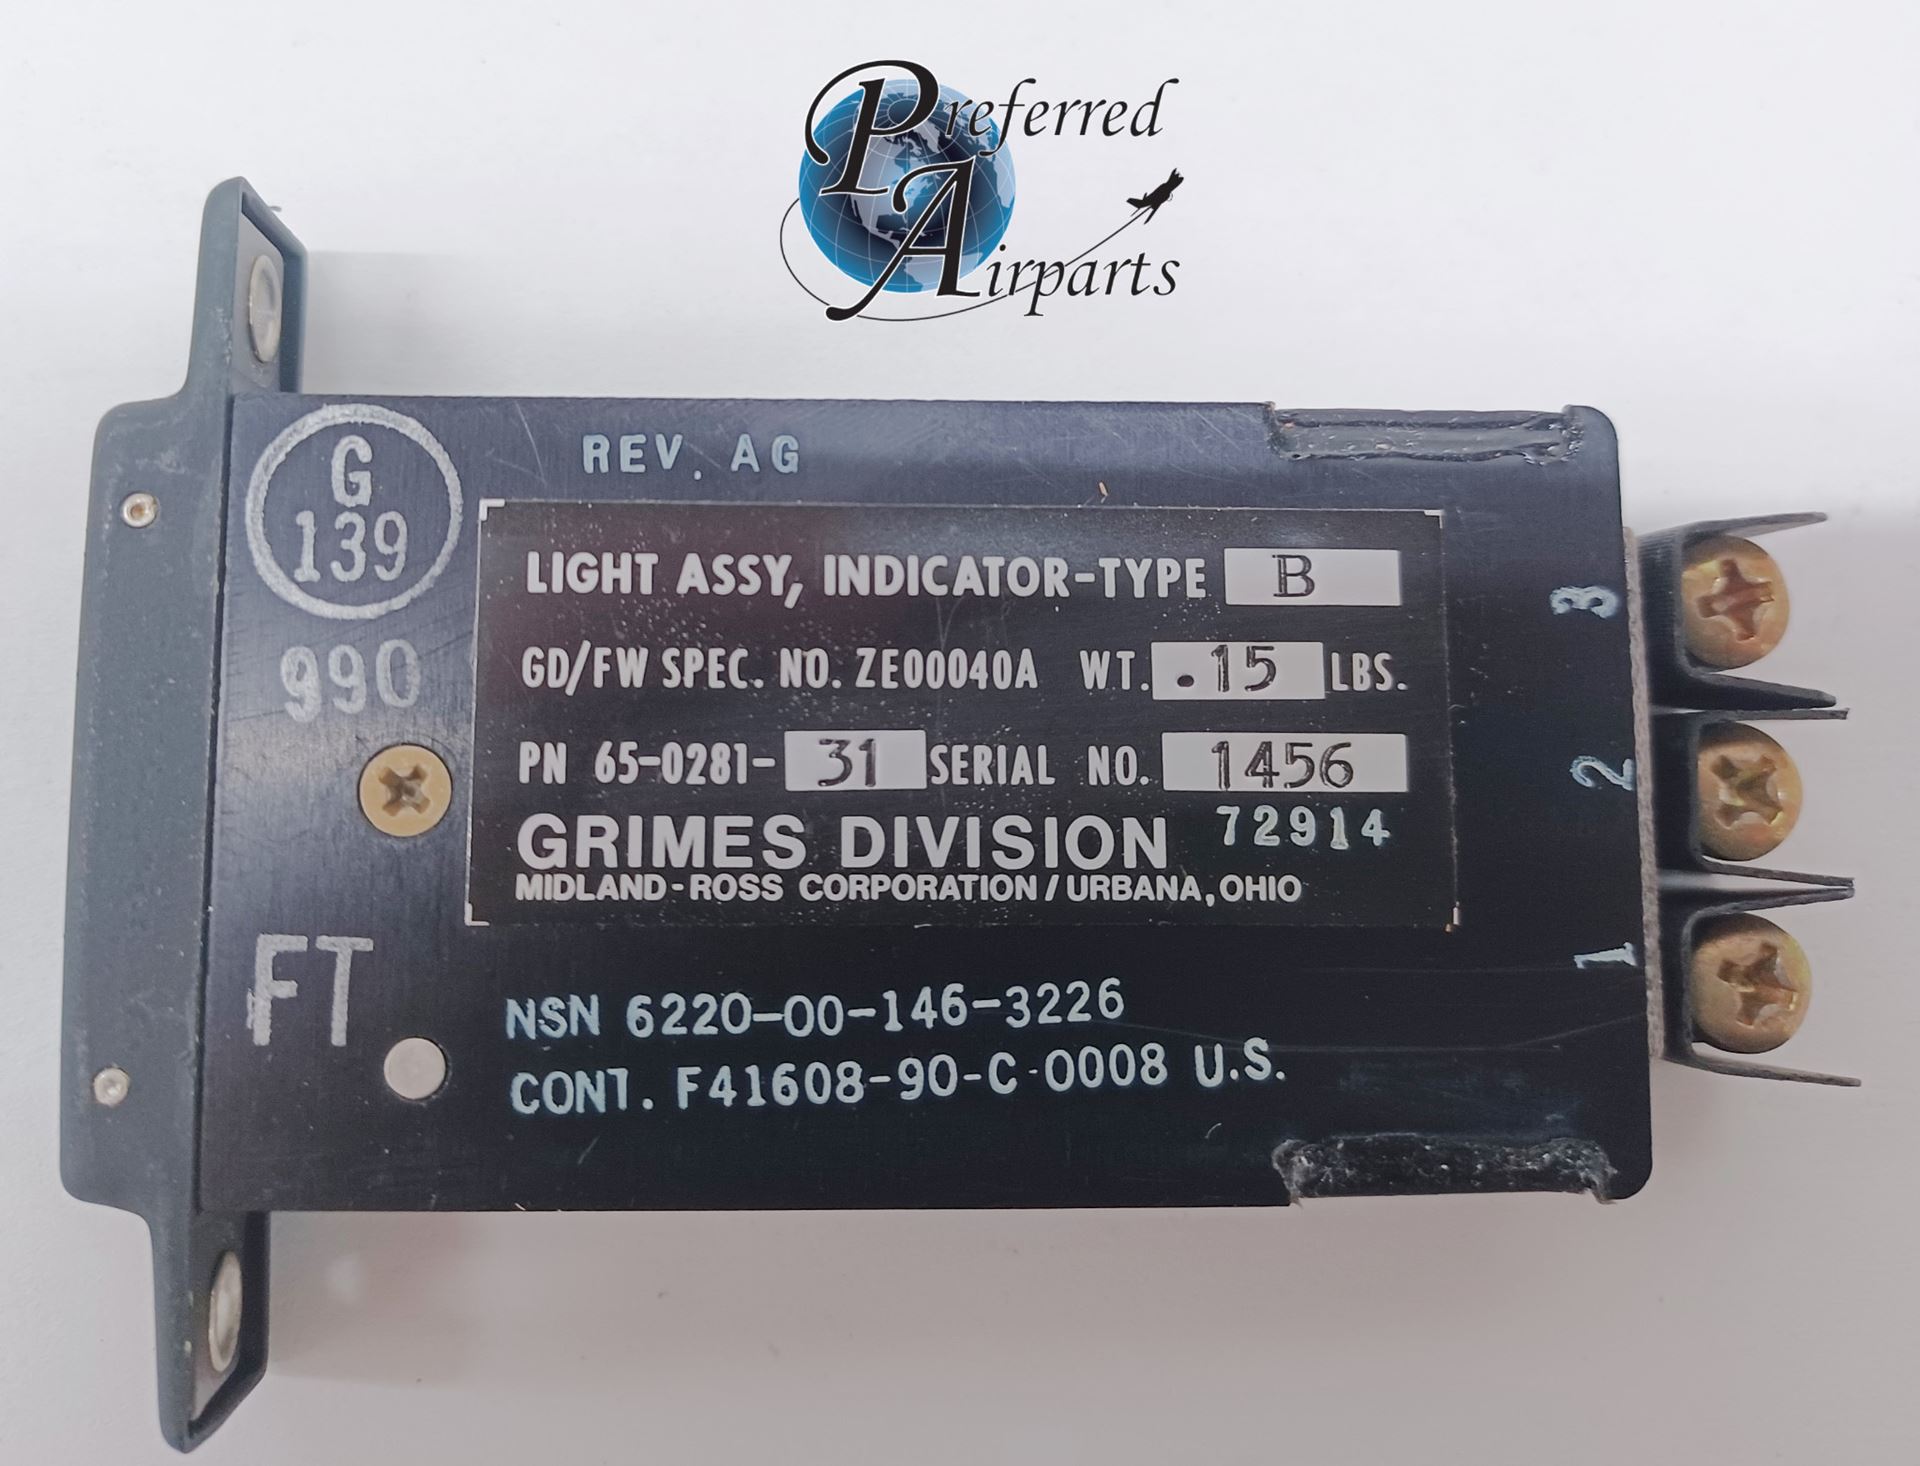 Preferred
Airparts
G
139
990
REV. AG
LIGHT ASSY, INDICATOR-TYPE B
GD/FW SPEC. NO. ZE00040A WT. .15 LBS.
PN 65-0281- 31 SERIAL NO. 1456
GRIMES DIVISION 72914
MIDLAND-ROSS CORPORATION / URBANA, OHIO
FT
NSN 6220-00-146-3226
CONT. F41608-90-C-0008 U.S.
3
2
1